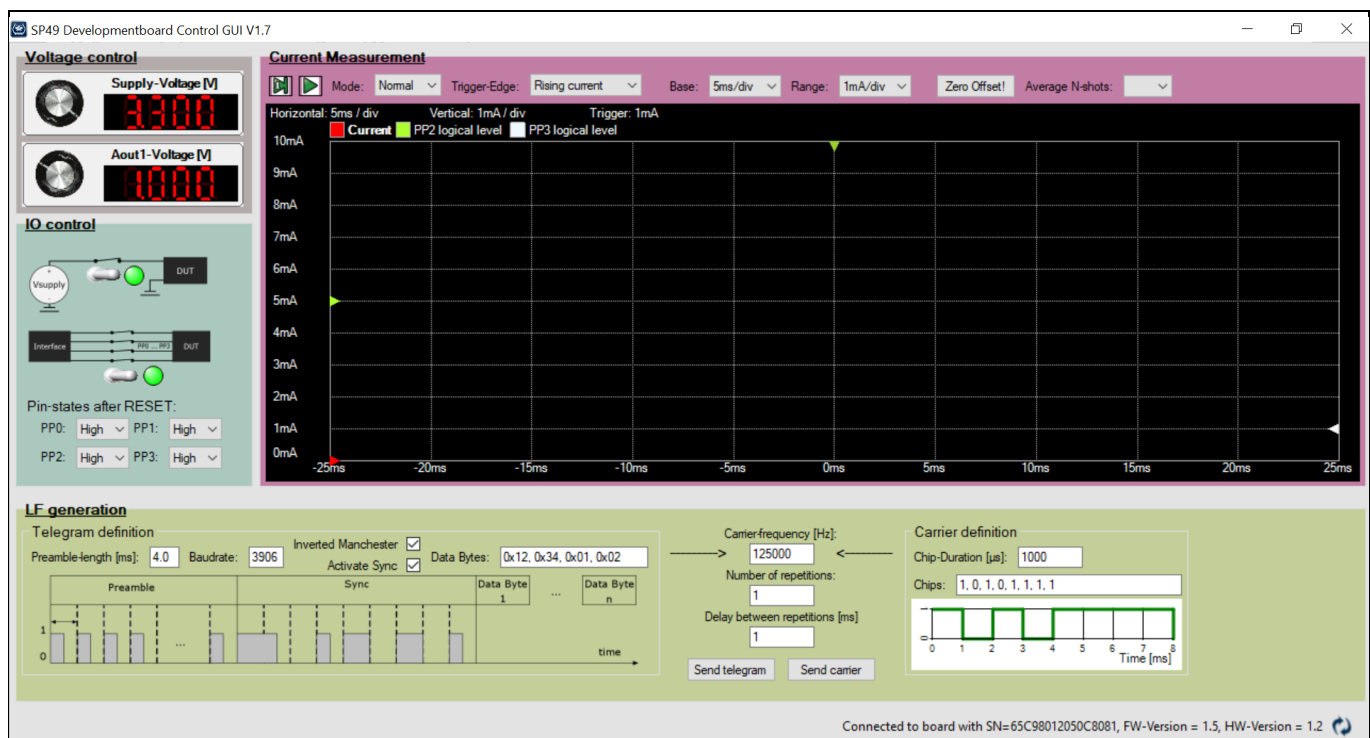 SP49 Developmentboard Control GUI V1.7
Voltage control
Supply-Voltage [V]
3.300
Aout1-Voltage [V]
1.000
IO control
Vsupply
DUT
Interface
PP0 ... PP3
DUT
Pin-states after RESET:
PP0: High PP1: High
PP2: High PP3: High
Current Measurement
Mode: Normal Trigger-Edge: Rising current Base: 5ms/div Range: 1mA/div Zero Offset! Average N-shots:
Horizontal: 5ms / div Vertical: 1mA / div Trigger: 1mA
Current PP2 logical level PP3 logical level
10mA
9mA
8mA
7mA
6mA
5mA
4mA
3mA
2mA
1mA
0mA
-25ms -20ms -15ms -10ms -5ms 0ms 5ms 10ms 15ms 20ms 25ms
LF generation
Telegram definition
Preamble-length [ms]: 4.0 Baudrate: 3906
Inverted Manchester
Activate Sync
Data Bytes: 0x12, 0x34, 0x01, 0x02
Preamble Sync Data Byte 1 ... Data Byte n
1
...
0
time
Carrier-frequency [Hz]:
----------> 125000 <----------
Number of repetitions:
1
Delay between repetitions [ms]
1
Send telegram Send carrier
Carrier definition
Chip-Duration [µs]: 1000
Chips: 1, 0, 1, 0, 1, 1, 1, 1
1
0
0 1 2 3 4 5 6 7 8
Time [ms]
Connected to board with SN=65C98012050C8081, FW-Version = 1.5, HW-Version = 1.2